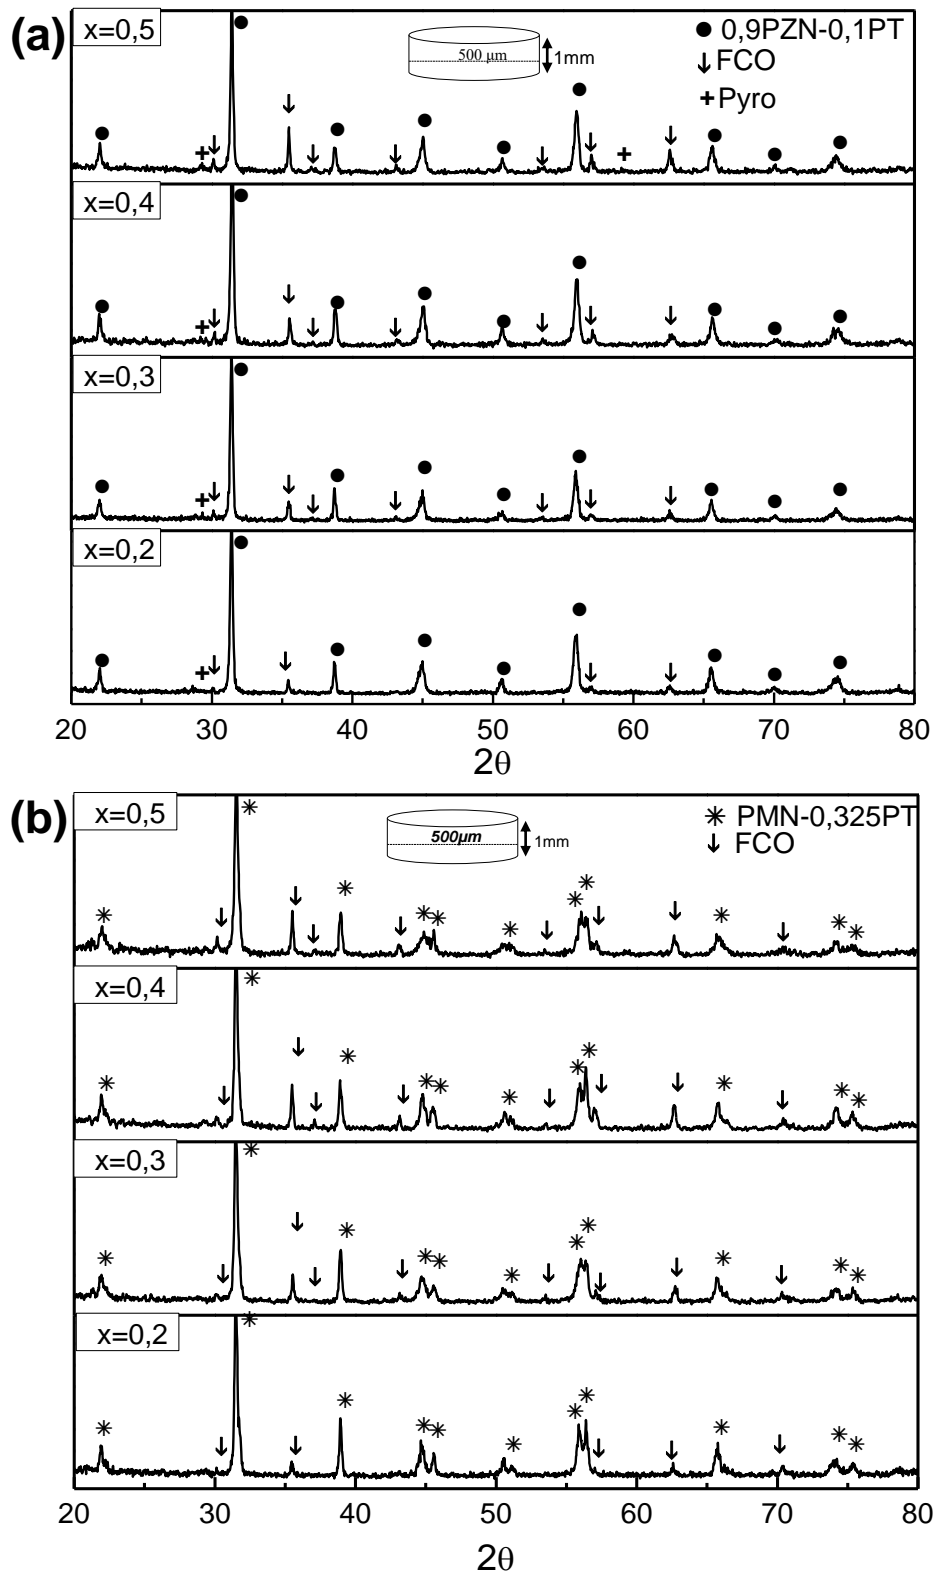 (a)
x=0,5
500 µm
1mm
0,9PZN-0,1PT
FCO
+Pyro
x=0,4
x=0,3
x=0,2
20 30 40 50 60 70 80
2θ
(b)
x=0,5
500µm
1mm
PMN-0,325PT
FCO
x=0,4
x=0,3
x=0,2
20 30 40 50 60 70 80
2θ